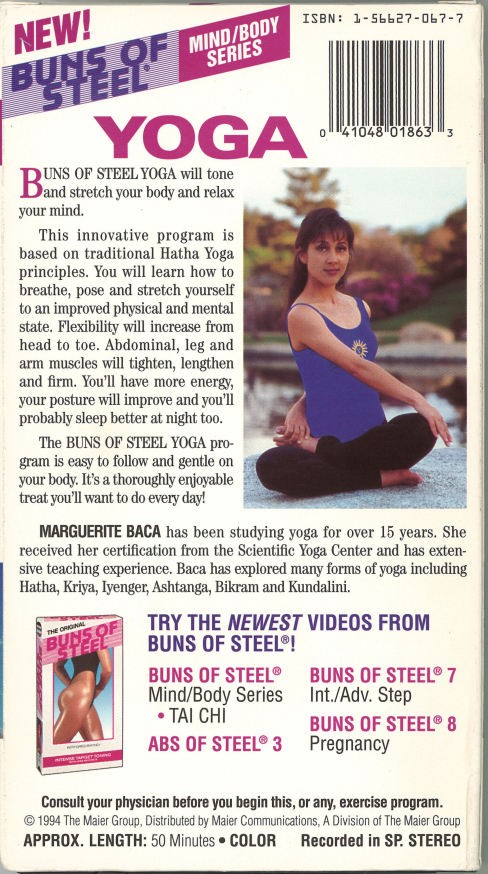 NEW!
BUNS OF
STEEL®
MIND/BODY
SERIES
ISBN: 1-56627-067-7
0 41048 01863 3
YOGA
BUNS OF STEEL YOGA will tone
and stretch your body and relax
your mind.
This innovative program is
based on traditional Hatha Yoga
principles. You will learn how to
breathe, pose and stretch yourself
to an improved physical and mental
state. Flexibility will increase from
head to toe. Abdominal, leg and
arm muscles will tighten, lengthen
and firm. You'll have more energy,
your posture will improve and you'll
probably sleep better at night too.
The BUNS OF STEEL YOGA pro-
gram is easy to follow and gentle on
your body. It's a thoroughly enjoyable
treat you'll want to do every day!
MARGUERITE BACA has been studying yoga for over 15 years. She
received her certification from the Scientific Yoga Center and has exten-
sive teaching experience. Baca has explored many forms of yoga including
Hatha, Kriya, Iyenger, Ashtanga, Bikram and Kundalini.
THE ORIGINAL
BUNS OF
STEEL
INTENSE TARGET TONING
TRY THE NEWEST VIDEOS FROM
BUNS OF STEEL®!
BUNS OF STEEL®
Mind/Body Series
• TAI CHI
ABS OF STEEL® 3
BUNS OF STEEL® 7
Int./Adv. Step
BUNS OF STEEL® 8
Pregnancy
Consult your physician before you begin this, or any, exercise program.
© 1994 The Maier Group, Distributed by Maier Communications, A Division of The Maier Group
APPROX. LENGTH: 50 Minutes • COLOR Recorded in SP. STEREO